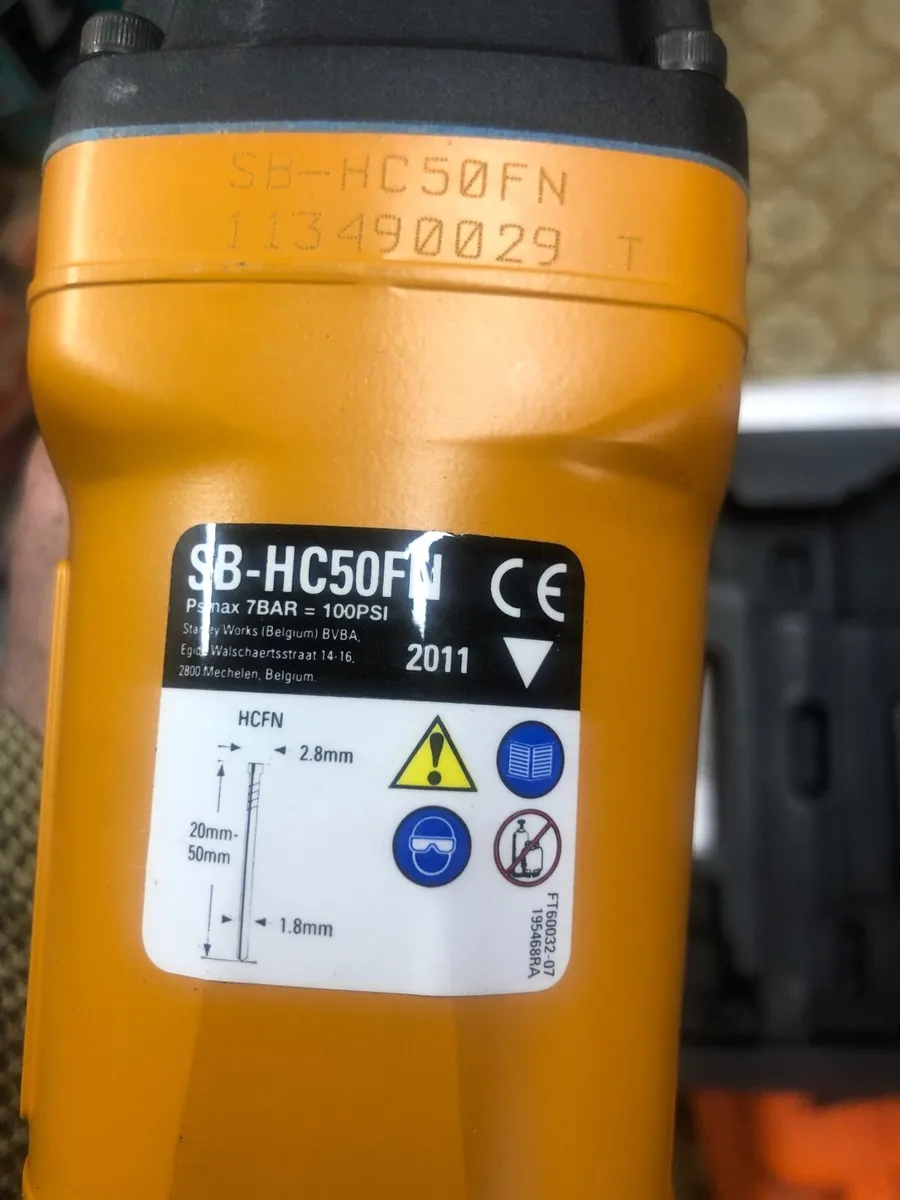 SB-HC50FN
113490029 T
SB-HC50FN
CE
Psmax 7BAR = 100PSI
Stanley Works (Belgium) BVBA,
Egide Walschaertsstraat 14-16,
2800 Mechelen, Belgium.
2011
HCFN
2.8mm
20mm-
50mm
1.8mm
FT60032-07
195468RA